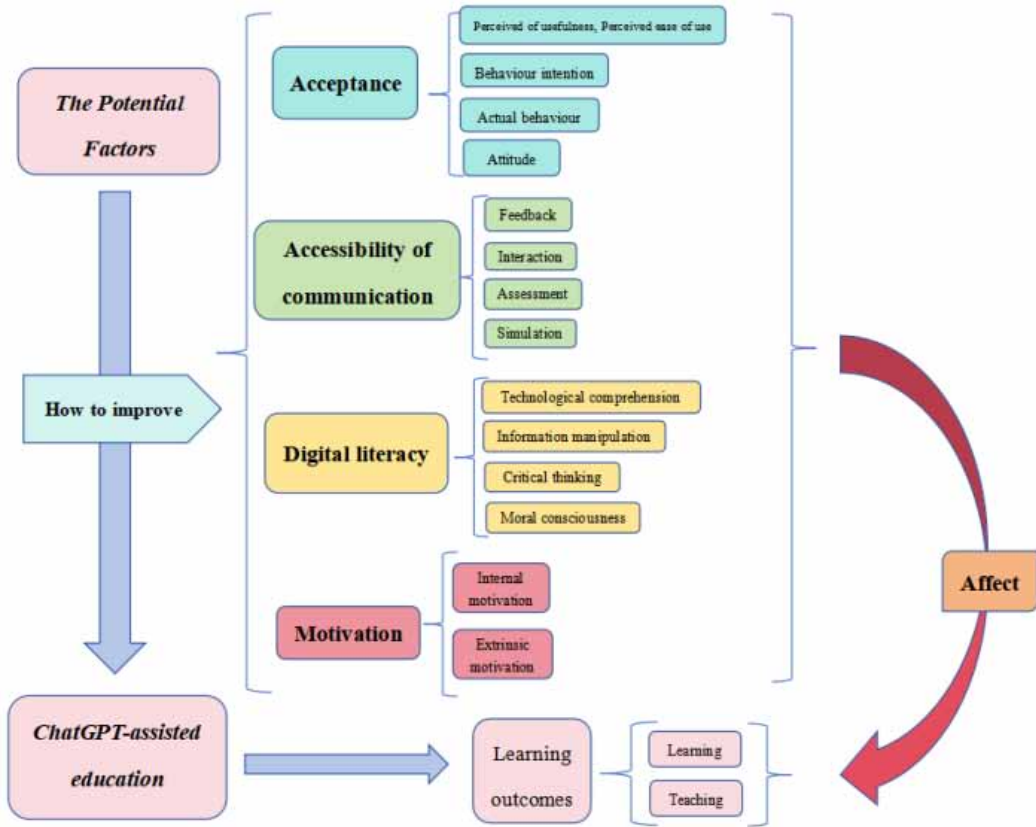 The Potential
Factors
How to improve
ChatGPT-assisted
education
Acceptance
Perceived of usefulness, Perceived ease of use
Behaviour intention
Actual behaviour
Attitude
Accessibility of
communication
Feedback
Interaction
Assessment
Simulation
Digital literacy
Technological comprehension
Information manipulation
Critical thinking
Moral consciousness
Motivation
Internal
motivation
Extrinsic
motivation
Affect
Learning
outcomes
Learning
Teaching